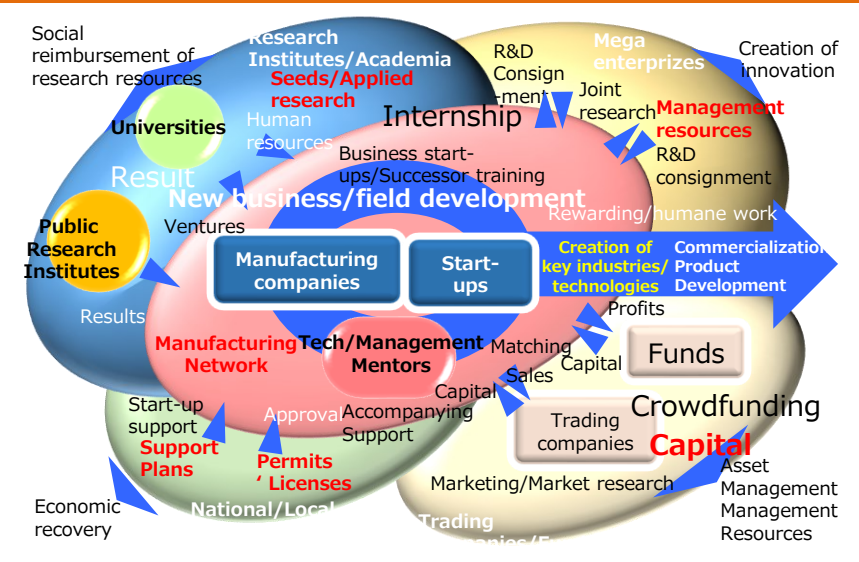 Social
reimbursement of
research resources
Research
Institutes/Academia
Seeds/Applied
research
Universities
Human
resources
Result
Public
Research
Institutes
Ventures
Results
R&D
Consign
-ment
Mega
enterprizes
Creation of
innovation
Joint
research
Management
resources
R&D
consignment
Internship
Business start-
ups/Successor training
New business/field development
Rewarding/humane work
Manufacturing
companies
Start-
ups
Creation of
key industries/
technologies
Commercialization
Product
Development
Manufacturing
Network
Tech/Management
Mentors
Matching
Sales
Capital
Profits
Capital
Funds
Crowdfunding
Capital
Trading
companies
Start-up
support
Support
Plans
Approval
Accompanying
Support
Permits
‘ Licenses
Marketing/Market research
Asset
Management
Management
Resources
Economic
recovery
National/Local
Trading